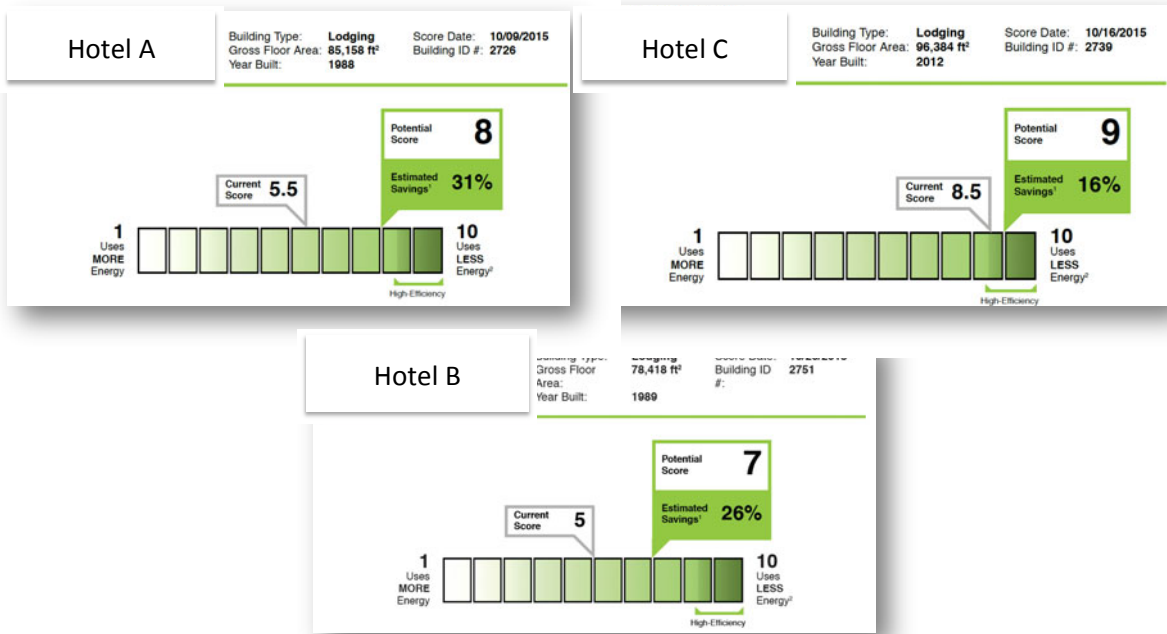 Hotel A
Building Type: Lodging Score Date: 10/09/2015
Gross Floor Area: 85,158 ft² Building ID #: 2726
Year Built: 1988
Potential Score 8
Estimated Savings¹ 31%
Current Score 5.5
1 Uses MORE Energy
10 Uses LESS Energy²
High-Efficiency
Hotel C
Building Type: Lodging Score Date: 10/16/2015
Gross Floor Area: 96,384 ft² Building ID #: 2739
Year Built: 2012
Potential Score 9
Estimated Savings¹ 16%
Current Score 8.5
1 Uses MORE Energy
10 Uses LESS Energy²
High-Efficiency
Hotel B
Building Type: Lodging Score Date:
Gross Floor Area: 78,418 ft² Building ID #: 2751
Year Built: 1989
Potential Score 7
Estimated Savings¹ 26%
Current Score 5
1 Uses MORE Energy
10 Uses LESS Energy²
High-Efficiency